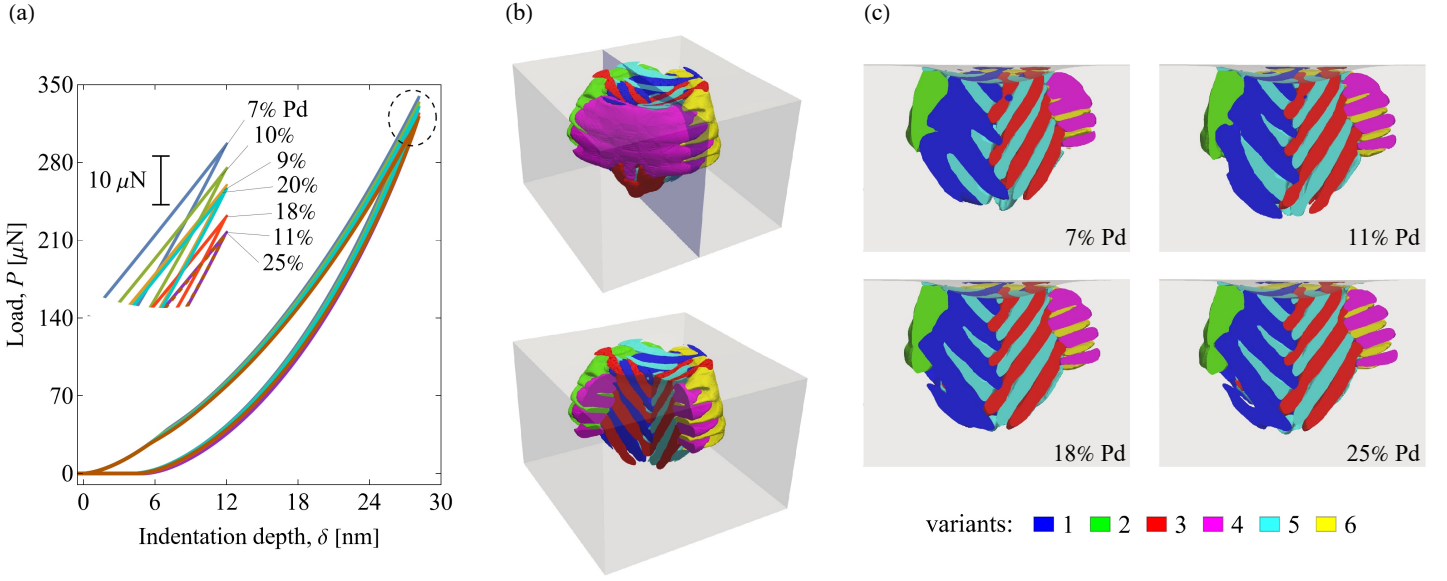 (a)
(b)
(c)
350
280
210
140
70
0
Load, P [μN]
0
6
12
18
24
30
Indentation depth, δ [nm]
10 μN
7% Pd
10%
9%
20%
18%
11%
25%
7% Pd
11% Pd
18% Pd
25% Pd
variants: 1 2 3 4 5 6